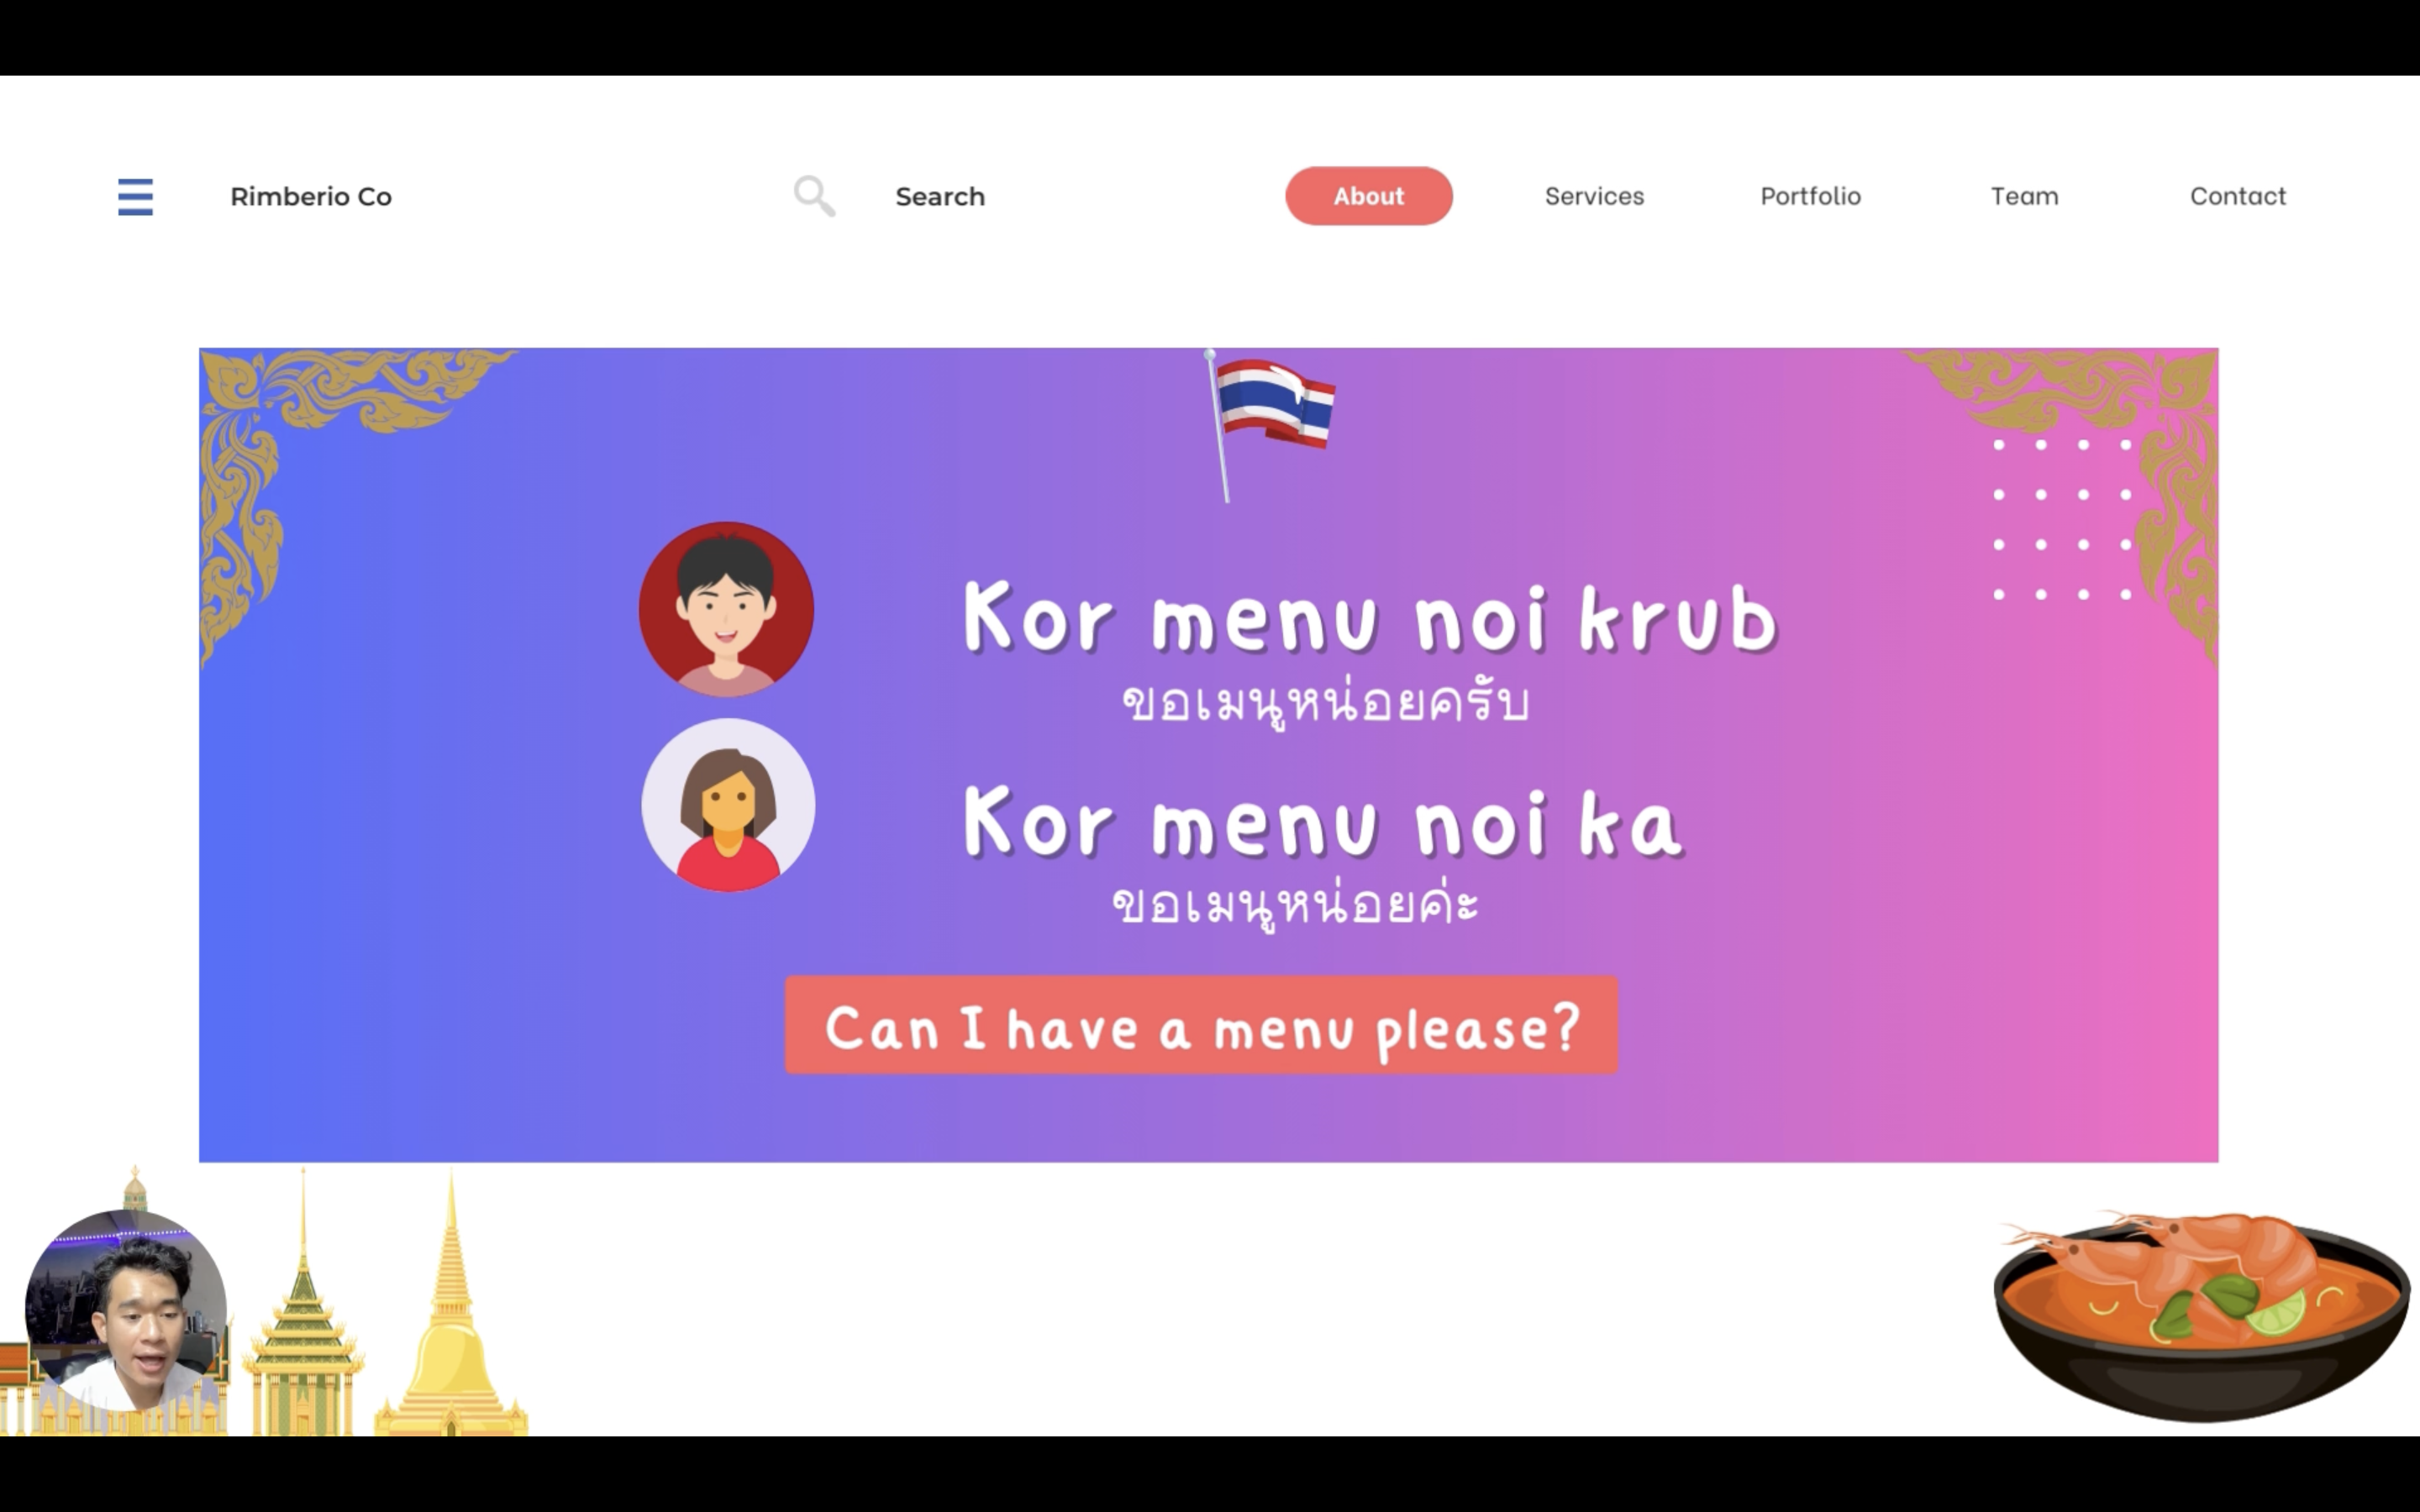 Rimberio Co
Search
About
Services
Portfolio
Team
Contact
Kor menu noi krub
ขอเมนูหน่อยครับ
Kor menu noi ka
ขอเมนูหน่อยค่ะ
Can I have a menu please?